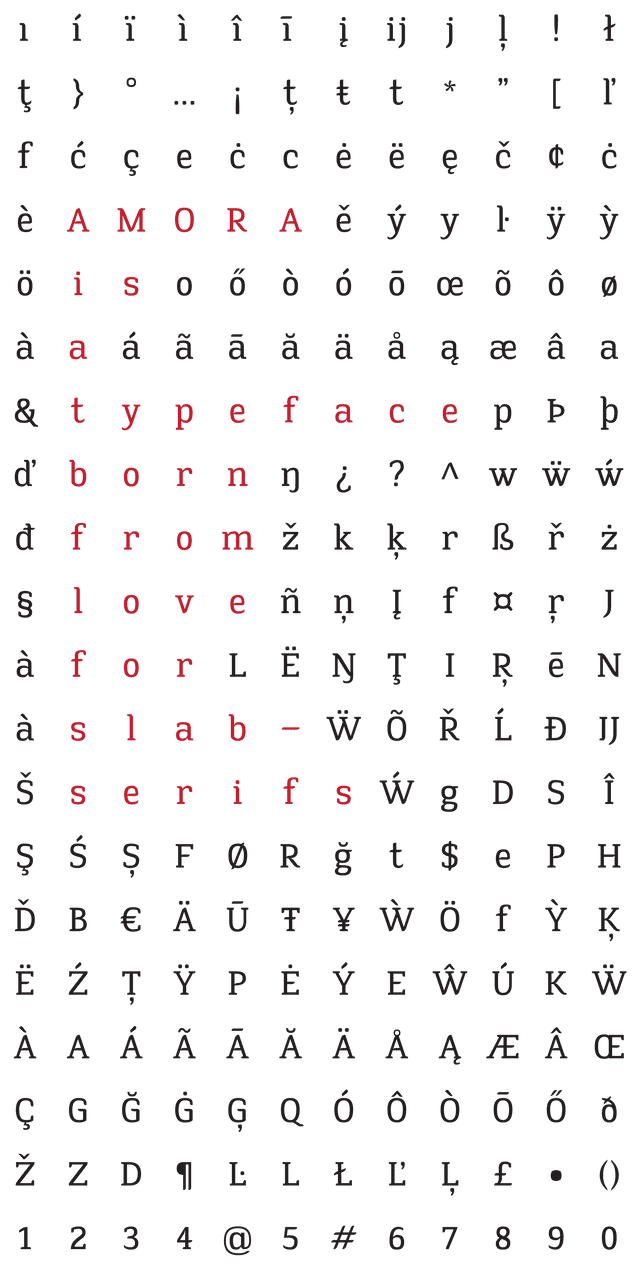 ı í ï ì î ī į ij j ļ ! ł
ţ } ° … ¡ ț ŧ t * ” [ ľ
f ć ç e ċ c ė ë ę č ¢ ċ
è A M O R A ě ý y ŀ ÿ ỳ
ö i s o ő ò ó ō œ õ ô ø
à a á ã ā ă ä å ą æ â a
& t y p e f a c e p Þ þ
ď b o r n ŋ ¿ ? ^ w ẅ ẃ
đ f r o m ž k ķ r ß ř ż
§ l o v e ñ ņ Į f ¤ ŗ J
à f o r L Ë Ŋ Ţ I Ŗ ē N
à s l a b – Ẅ Õ Ř Ĺ Đ IJ
Š s e r i f s Ẃ g D S Î
Ş Ś Ș F Ø R ğ t $ e P H
Ď B € Ä Ū Ŧ ¥ Ẁ Ö f Ỳ Ķ
Ë Ź Ț Ÿ P Ė Ý E Ŵ Ú K Ẅ
À A Á Ã Ā Ă Ä Å Ą Æ Â Œ
Ç G Ğ Ġ Ģ Q Ó Ô Ò Ō Ő ð
Ž Z D ¶ Ŀ L Ł Ľ Ļ £ • ()
1 2 3 4 @ 5 # 6 7 8 9 0